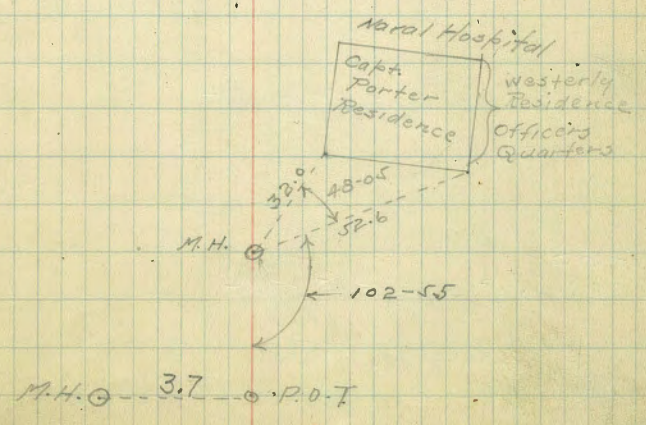 Naval Hospital
Capt.
Porter
Residence
Westerly
Residence
Officers
Quarters
32.0'
48-05
52.6
M.H.
102-55
M.H. 3.7 P.O.T.